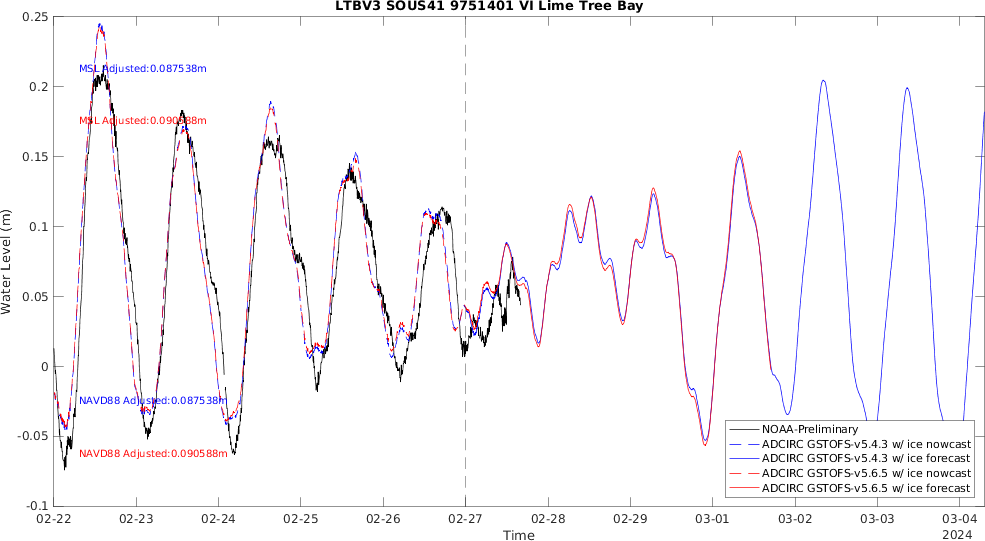 LTBV3 SOUS41 9751401 VI Lime Tree Bay
0.25
0.2
0.15
0.1
0.05
0
-0.05
-0.1
Water Level (m)
MSL Adjusted:0.087538m
MSL Adjusted:0.090588m
NAVD88 Adjusted:0.087538m
NAVD88 Adjusted:0.090588m
NOAA-Preliminary
ADCIRC GSTOFS-v5.4.3 w/ ice nowcast
ADCIRC GSTOFS-v5.4.3 w/ ice forecast
ADCIRC GSTOFS-v5.6.5 w/ ice nowcast
ADCIRC GSTOFS-v5.6.5 w/ ice forecast
02-22 02-23 02-24 02-25 02-26 02-27 02-28 02-29 03-01 03-02 03-03 03-04
Time
2024